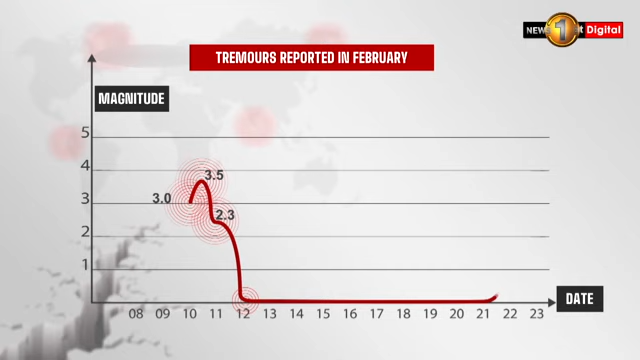 NEWS 1st Digital
TREMOURS REPORTED IN FEBRUARY
MAGNITUDE
5
4
3.5
3
3.0
2.3
2
1
DATE
08 09 10 11 12 13 14 15 16 17 18 19 20 21 22 23